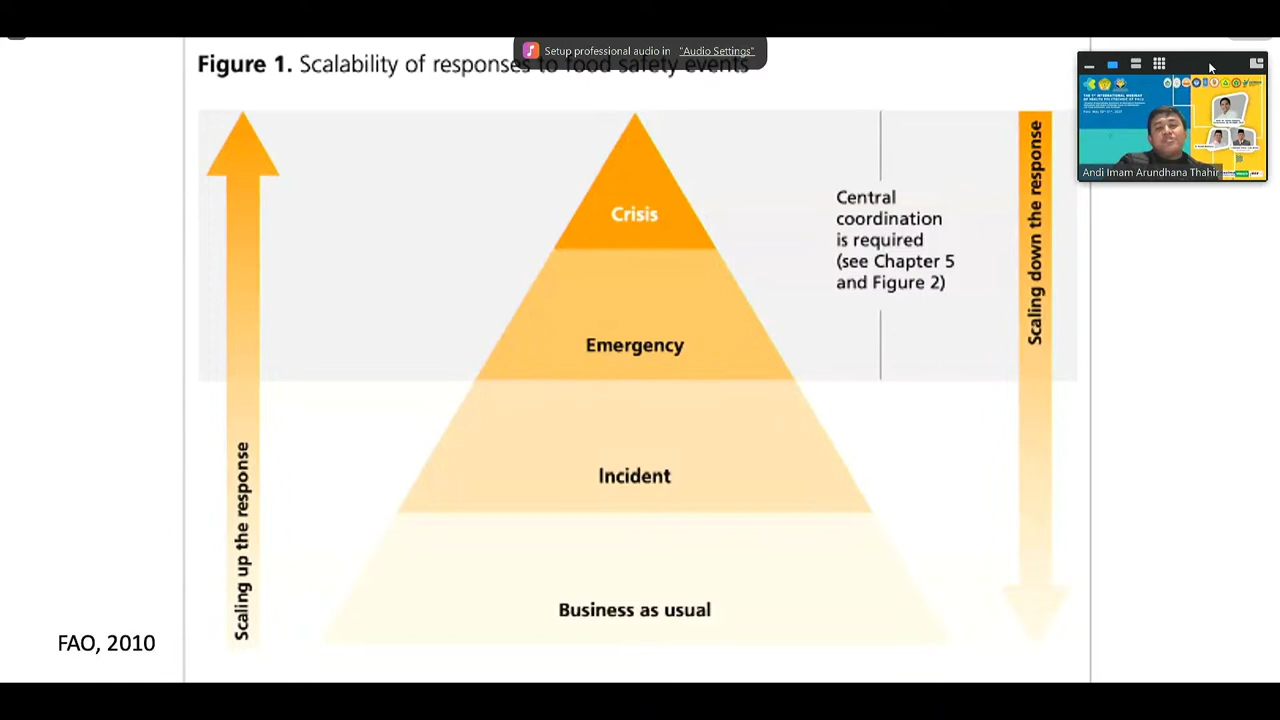 Setup professional audio in "Audio Settings"
Figure 1. Scalability of responses to food safety events
Andi Imam Arundhana Thahir
Crisis
Central
coordination
is required
(see Chapter 5
and Figure 2)
Scaling down the response
Emergency
Incident
Scaling up the response
Business as usual
FAO, 2010